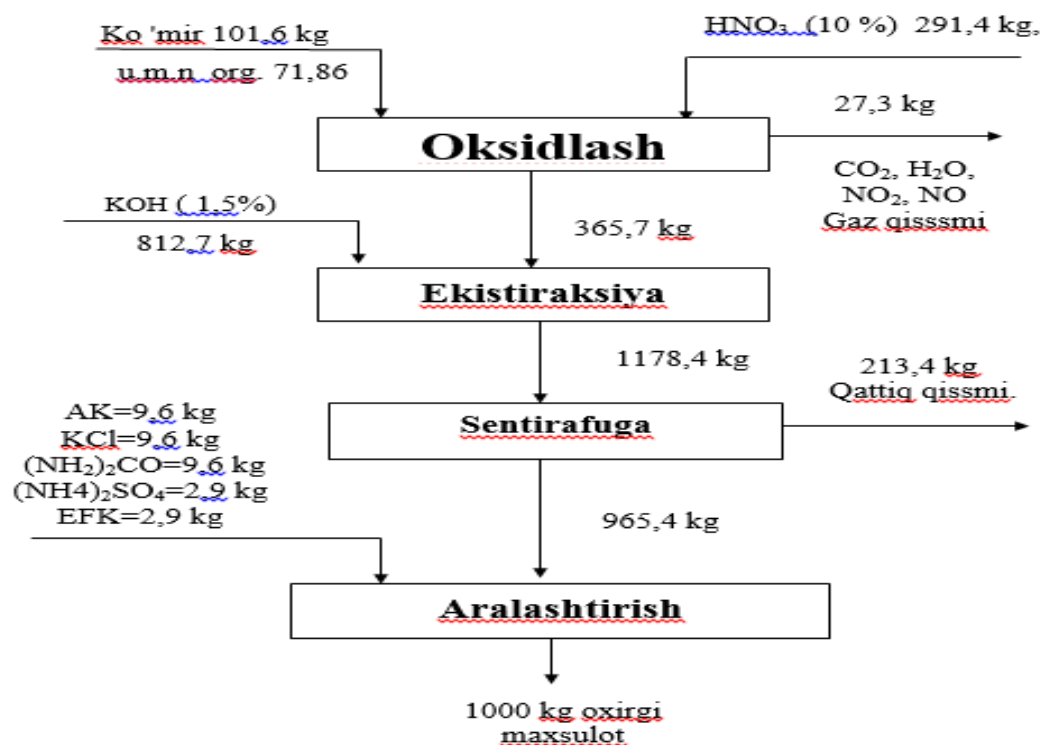 Ko 'mir 101,6 kg
u.m.n org. 71,86
HNO₃ (10 %) 291,4 kg,
27,3 kg
Oksidlash
CO₂, H₂O,
NO₂, NO
Gaz qisssmi
KOH ( 1,5%)
812,7 kg
365,7 kg
Ekistiraksiya
1178,4 kg
213,4 kg
Qattiq qissmi.
Sentirafuga
AK=9,6 kg
KCl=9,6 kg
(NH₂)₂CO=9,6 kg
(NH4)₂SO₄=2,9 kg
EFK=2,9 kg
965,4 kg
Aralashtirish
1000 kg oxirgi
maxsulot